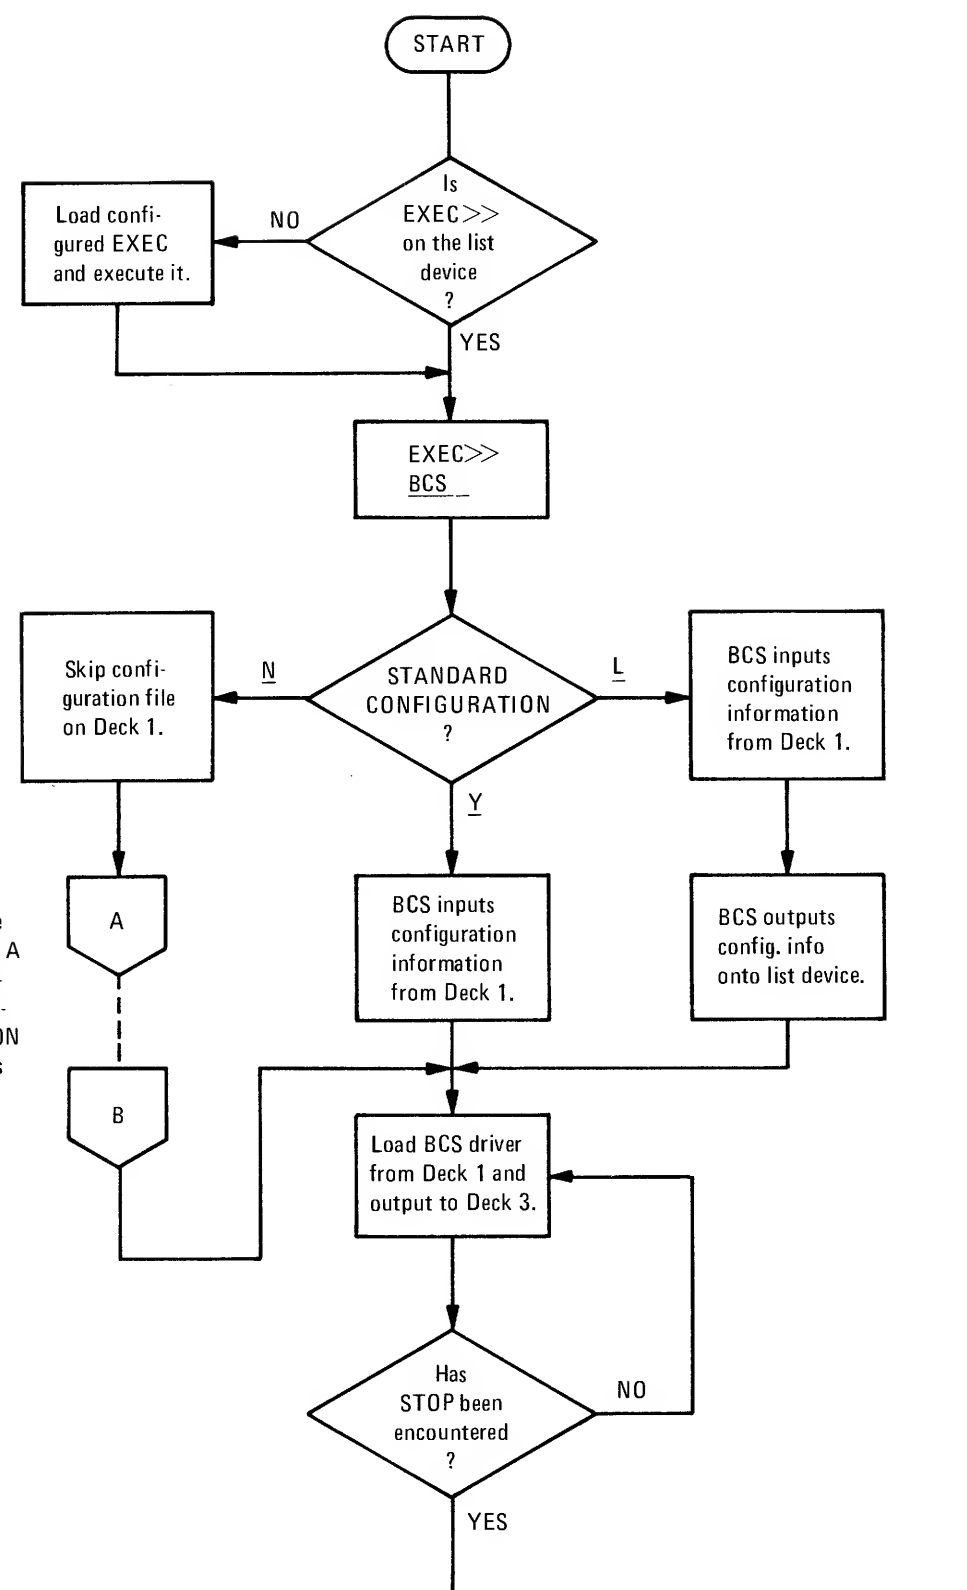 START
Is
EXEC>>
on the list
device
?
NO
Load confi-
gured EXEC
and execute it.
YES
EXEC>>
BCS
STANDARD
CONFIGURATION
?
N
Skip confi-
guration file
on Deck 1.
L
BCS inputs
configuration
information
from Deck 1.
Y
A
BCS inputs
configuration
information
from Deck 1.
BCS outputs
config. info
onto list device.
A
B
Load BCS driver
from Deck 1 and
output to Deck 3.
Has
STOP been
encountered
?
NO
YES